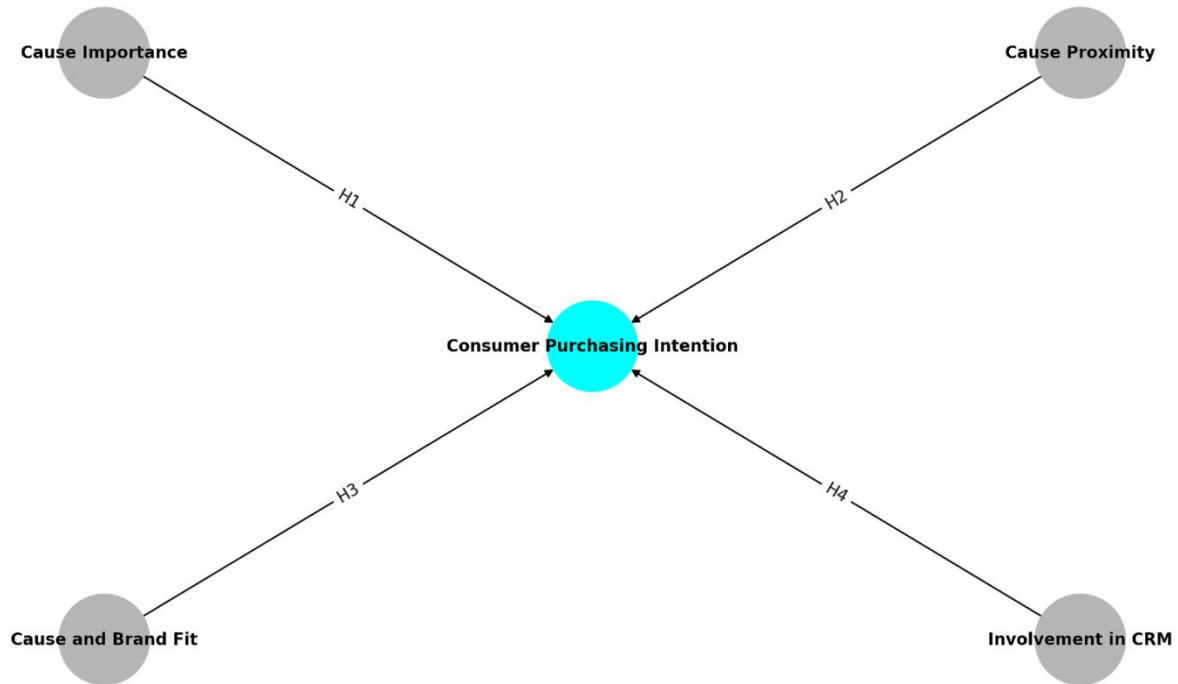 Cause Importance
Cause Proximity
H1
H2
Consumer Purchasing Intention
H3
H4
Cause and Brand Fit
Involvement in CRM